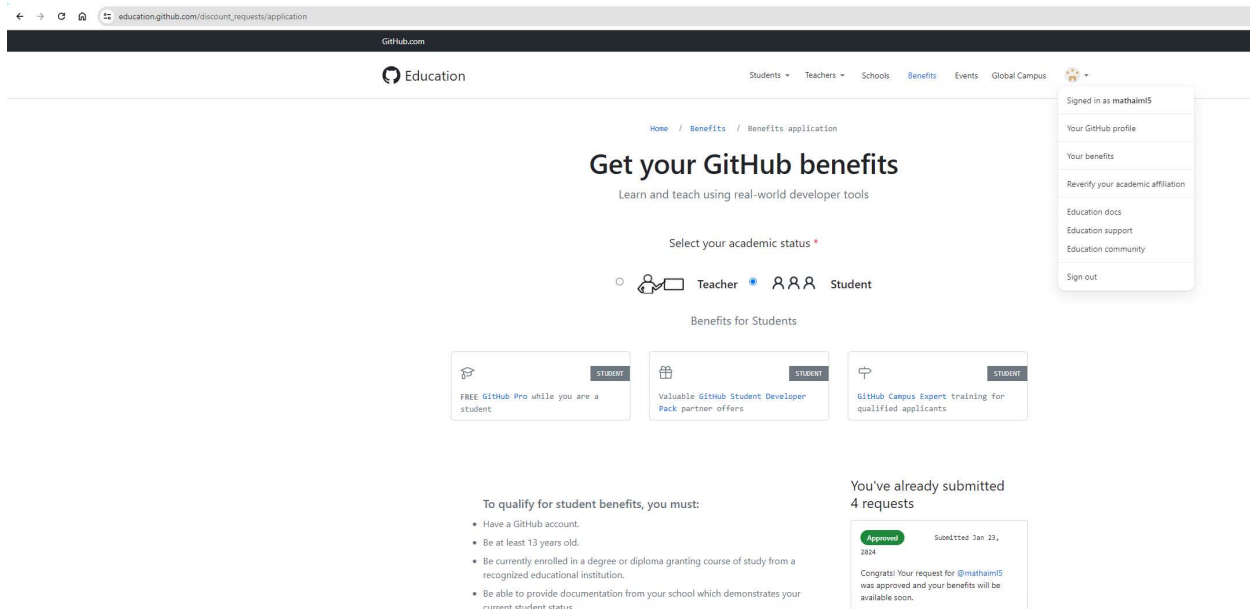 education.github.com/discount_requests/application
GitHub.com
Education
Students Teachers Schools Benefits Events Global Campus
Signed in as mathaiml5
Your GitHub profile
Your benefits
Reverify your academic affiliation
Education docs
Education support
Education community
Sign out
Home / Benefits / Benefits application
Get your GitHub benefits
Learn and teach using real-world developer tools
Select your academic status *
Teacher Student
Benefits for Students
STUDENT
FREE GitHub Pro while you are a
student
STUDENT
Valuable GitHub Student Developer
Pack partner offers
STUDENT
GitHub Campus Expert training for
qualified applicants
To qualify for student benefits, you must:
• Have a GitHub account.
• Be at least 13 years old.
• Be currently enrolled in a degree or diploma granting course of study from a
recognized educational institution.
• Be able to provide documentation from your school which demonstrates your
current student status
You've already submitted
4 requests
Approved Submitted Jan 23,
2024
Congrats! Your request for @mathaiml5
was approved and your benefits will be
available soon.